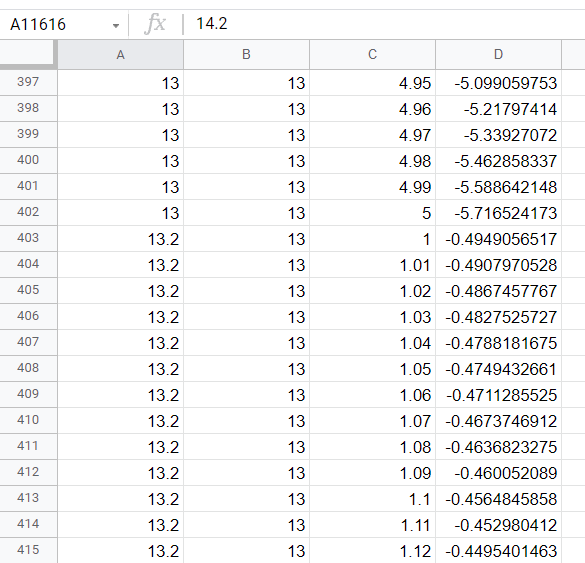 A11616 fx 14.2
A B C D
397 13 13 4.95 -5.099059753
398 13 13 4.96 -5.21797414
399 13 13 4.97 -5.33927072
400 13 13 4.98 -5.462858337
401 13 13 4.99 -5.588642148
402 13 13 5 -5.716524173
403 13.2 13 1 -0.4949056517
404 13.2 13 1.01 -0.4907970528
405 13.2 13 1.02 -0.4867457767
406 13.2 13 1.03 -0.4827525727
407 13.2 13 1.04 -0.4788181675
408 13.2 13 1.05 -0.4749432661
409 13.2 13 1.06 -0.4711285525
410 13.2 13 1.07 -0.4673746912
411 13.2 13 1.08 -0.4636823275
412 13.2 13 1.09 -0.460052089
413 13.2 13 1.1 -0.4564845858
414 13.2 13 1.11 -0.452980412
415 13.2 13 1.12 -0.4495401463